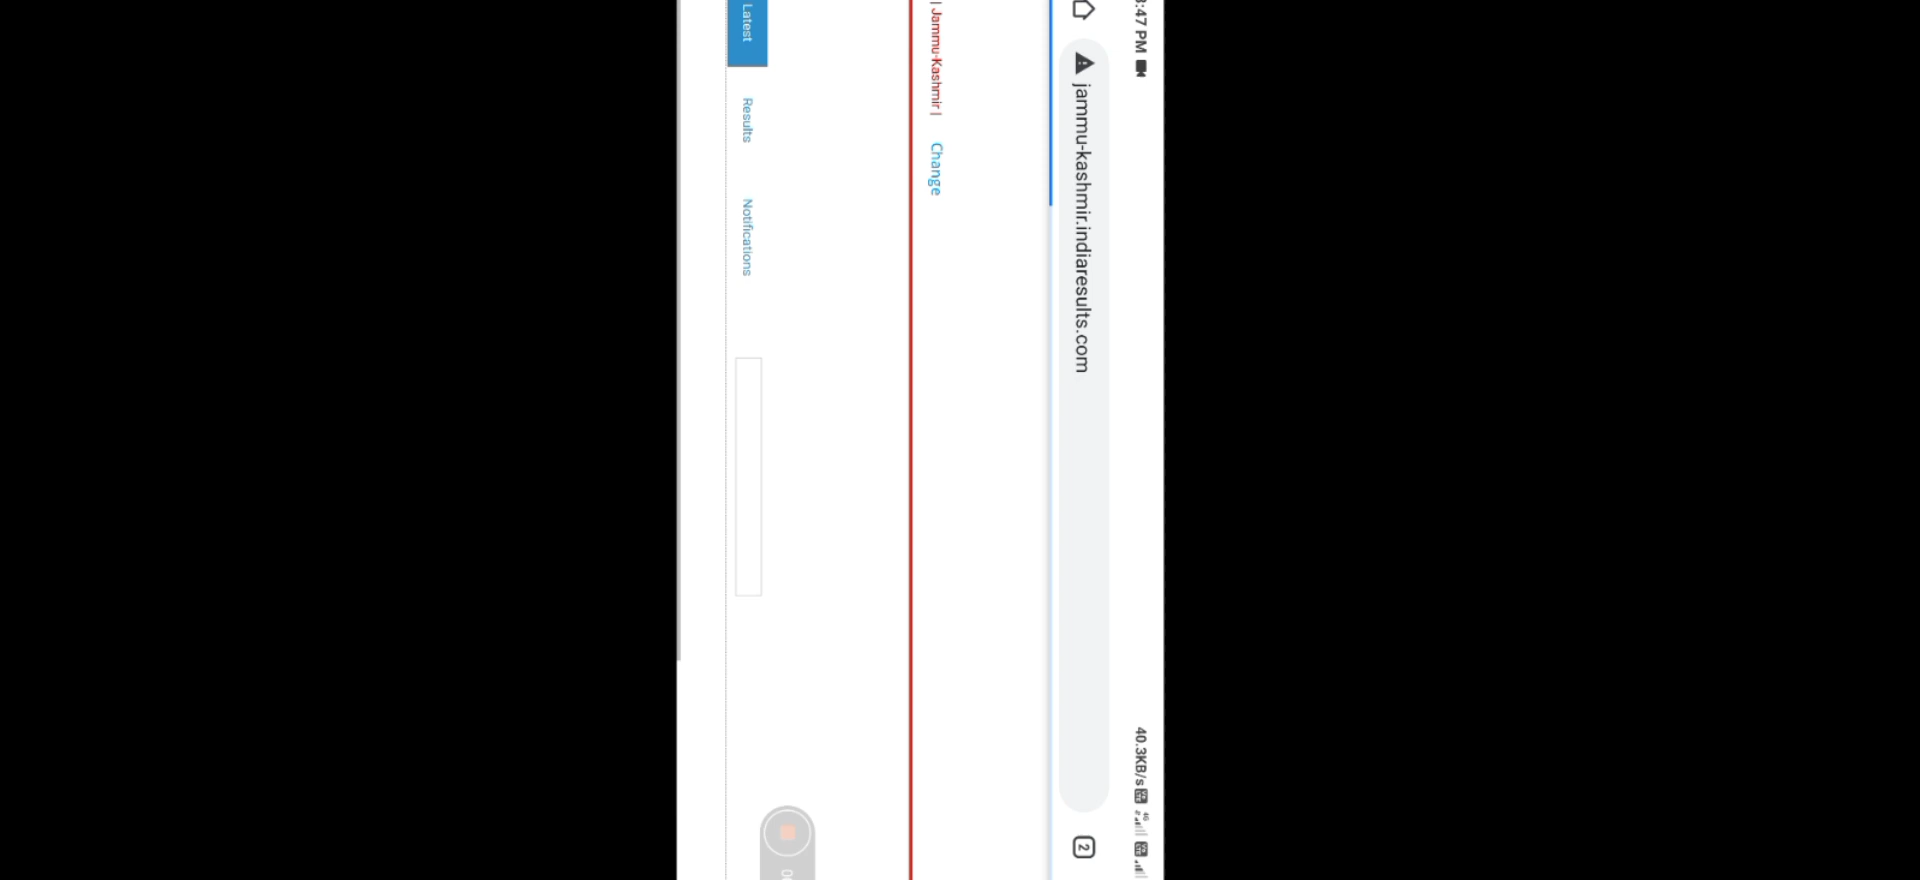 :47 PM 40.3KB/s
jammu-kashmir.indiaresults.com 2
| Jammu-Kashmir | Change
Latest Results Notifications